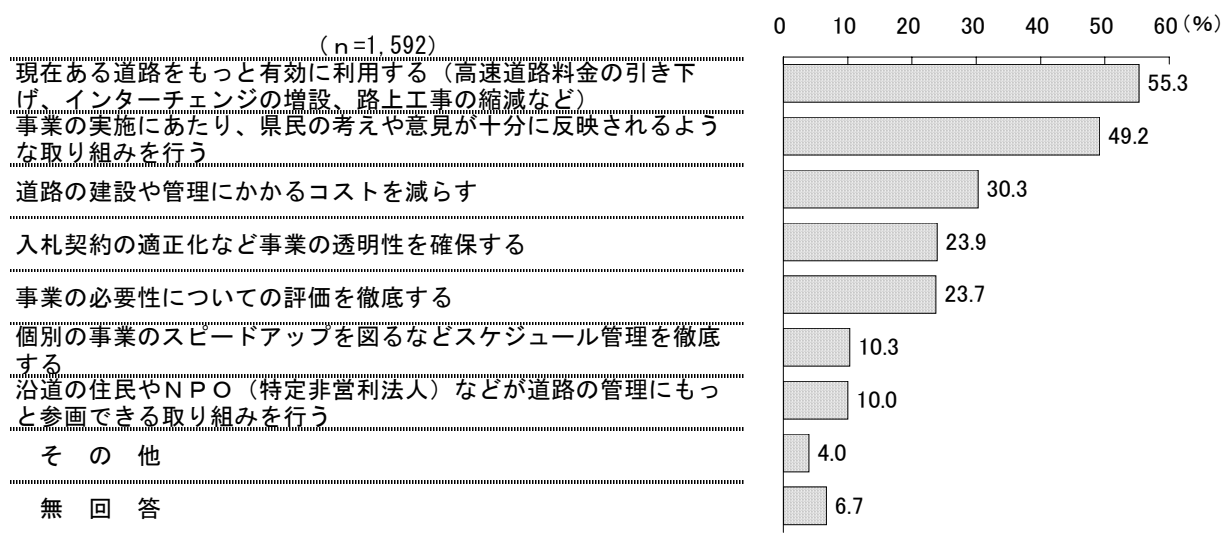 0 10 20 30 40 50 60(%)
(n=1,592)
現在ある道路をもっと有効に利用する(高速道路料金の引き下
げ、インターチェンジの増設、路上工事の縮減など)
55.3
事業の実施にあたり、県民の考えや意見が十分に反映されるよう
な取り組みを行う
49.2
道路の建設や管理にかかるコストを減らす
30.3
入札契約の適正化など事業の透明性を確保する
23.9
事業の必要性についての評価を徹底する
23.7
個別の事業のスピードアップを図るなどスケジュール管理を徹底
する
10.3
沿道の住民やNPO(特定非営利法人)などが道路の管理にもっ
と参画できる取り組みを行う
10.0
そ の 他
4.0
無 回 答
6.7